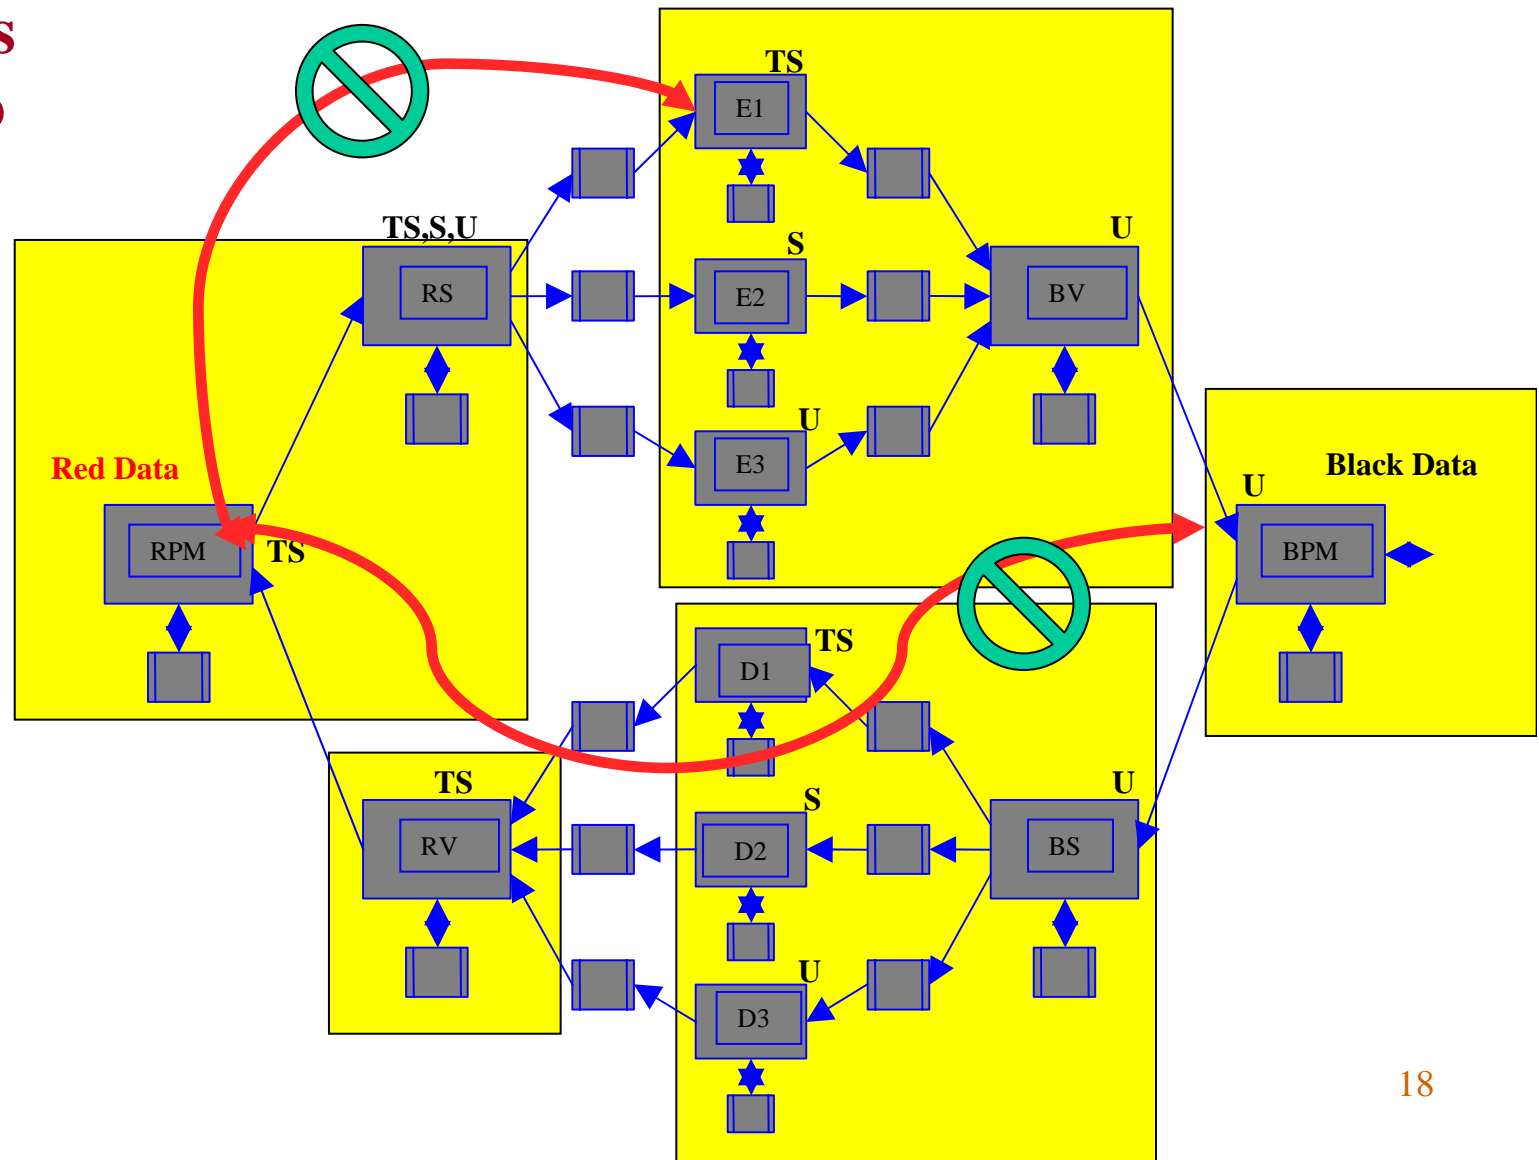 s
TS
E1
TS,S,U
S
U
RS
E2
BV
U
E3
Red Data
Black Data
U
RPM
TS
BPM
TS
D1
TS
S
U
RV
D2
BS
U
D3
18